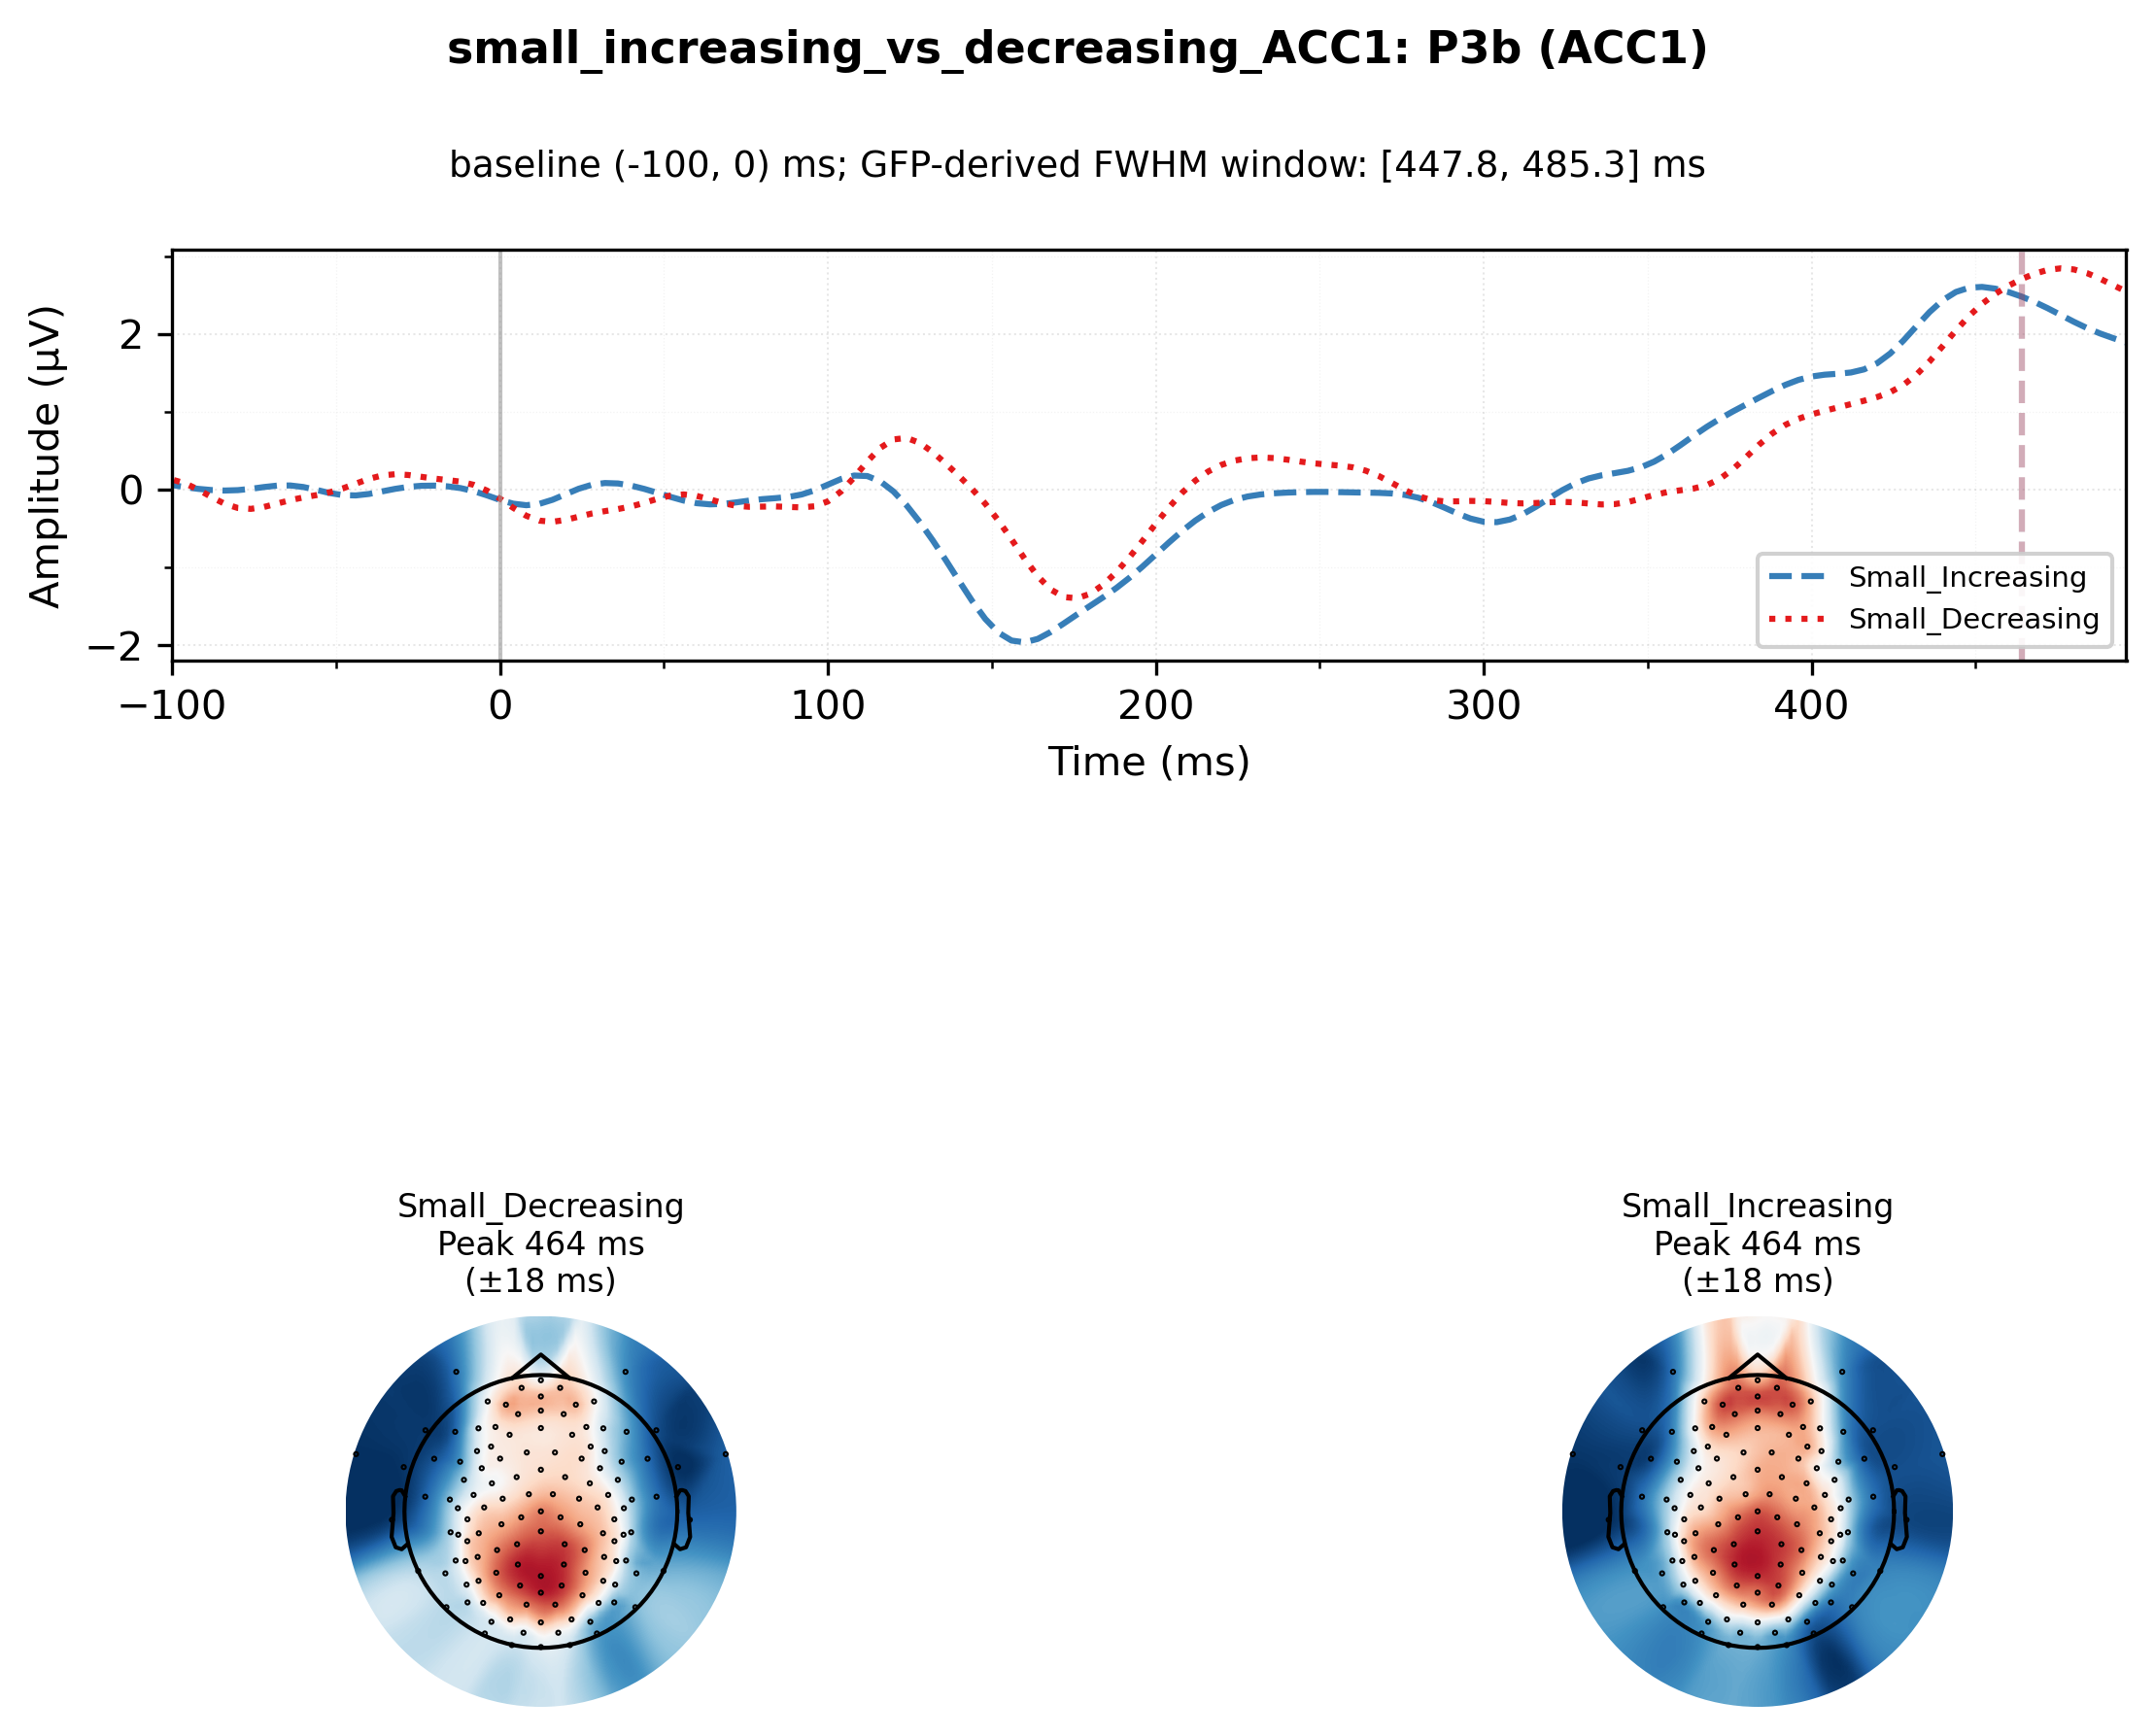 small_increasing_vs_decreasing_ACC1: P3b (ACC1)
baseline (-100, 0) ms; GFP-derived FWHM window: [447.8, 485.3] ms
Amplitude (µV)
2
0
−2
Small_Increasing
Small_Decreasing
−100 0 100 200 300 400
Time (ms)
Small_Decreasing
Peak 464 ms
(±18 ms)
Small_Increasing
Peak 464 ms
(±18 ms)